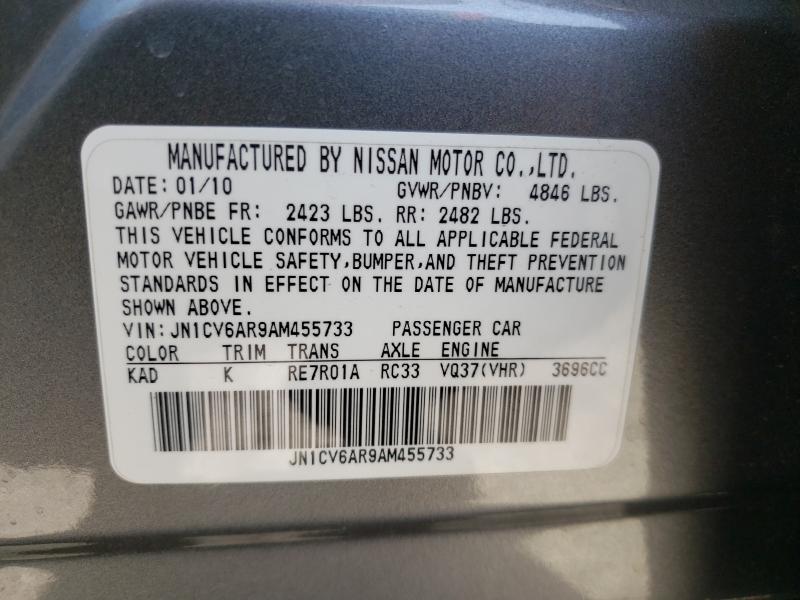 MANUFACTURED BY NISSAN MOTOR CO.,LTD.
DATE: 01/10 GVWR/PNBV: 4846 LBS.
GAWR/PNBE FR: 2423 LBS. RR: 2482 LBS.
THIS VEHICLE CONFORMS TO ALL APPLICABLE FEDERAL
MOTOR VEHICLE SAFETY,BUMPER,AND THEFT PREVENTION
STANDARDS IN EFFECT ON THE DATE OF MANUFACTURE
SHOWN ABOVE.
VIN: JN1CV6AR9AM455733 PASSENGER CAR
COLOR TRIM TRANS AXLE ENGINE
KAD K RE7R01A RC33 VQ37(VHR) 3696CC
JN1CV6AR9AM455733